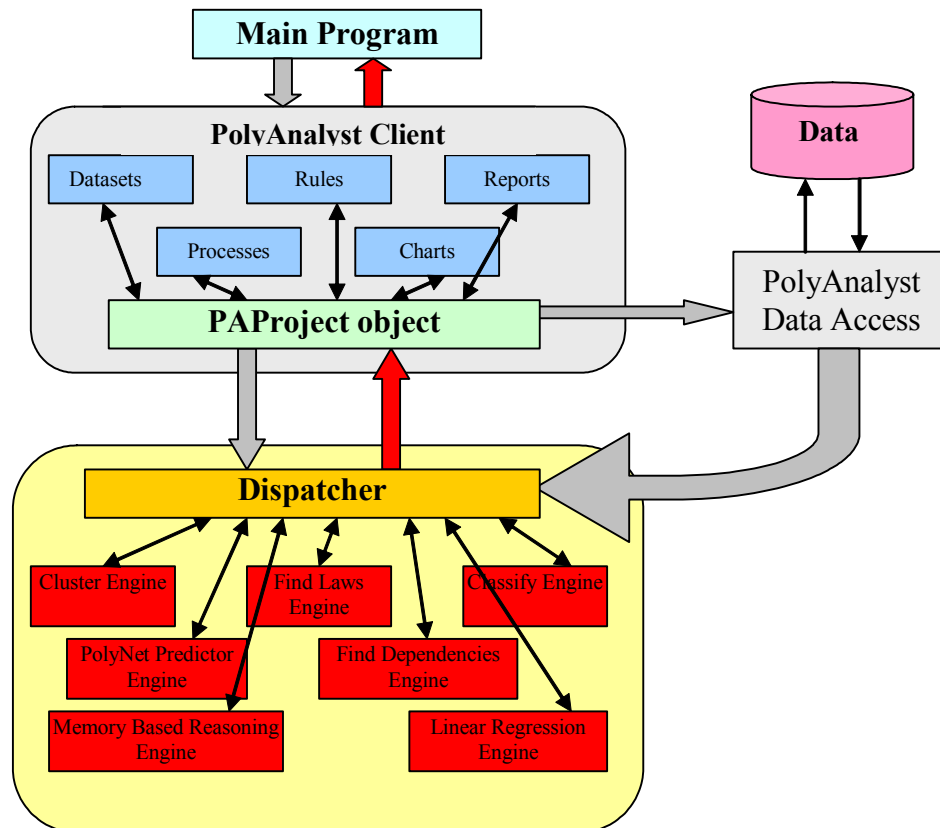 Main Program
PolyAnalyst Client
Data
Datasets
Rules
Reports
Processes
Charts
PAProject object
PolyAnalyst
Data Access
Dispatcher
Cluster Engine
Find Laws
Engine
Classify Engine
PolyNet Predictor
Engine
Find Dependencies
Engine
Memory Based Reasoning
Engine
Linear Regression
Engine